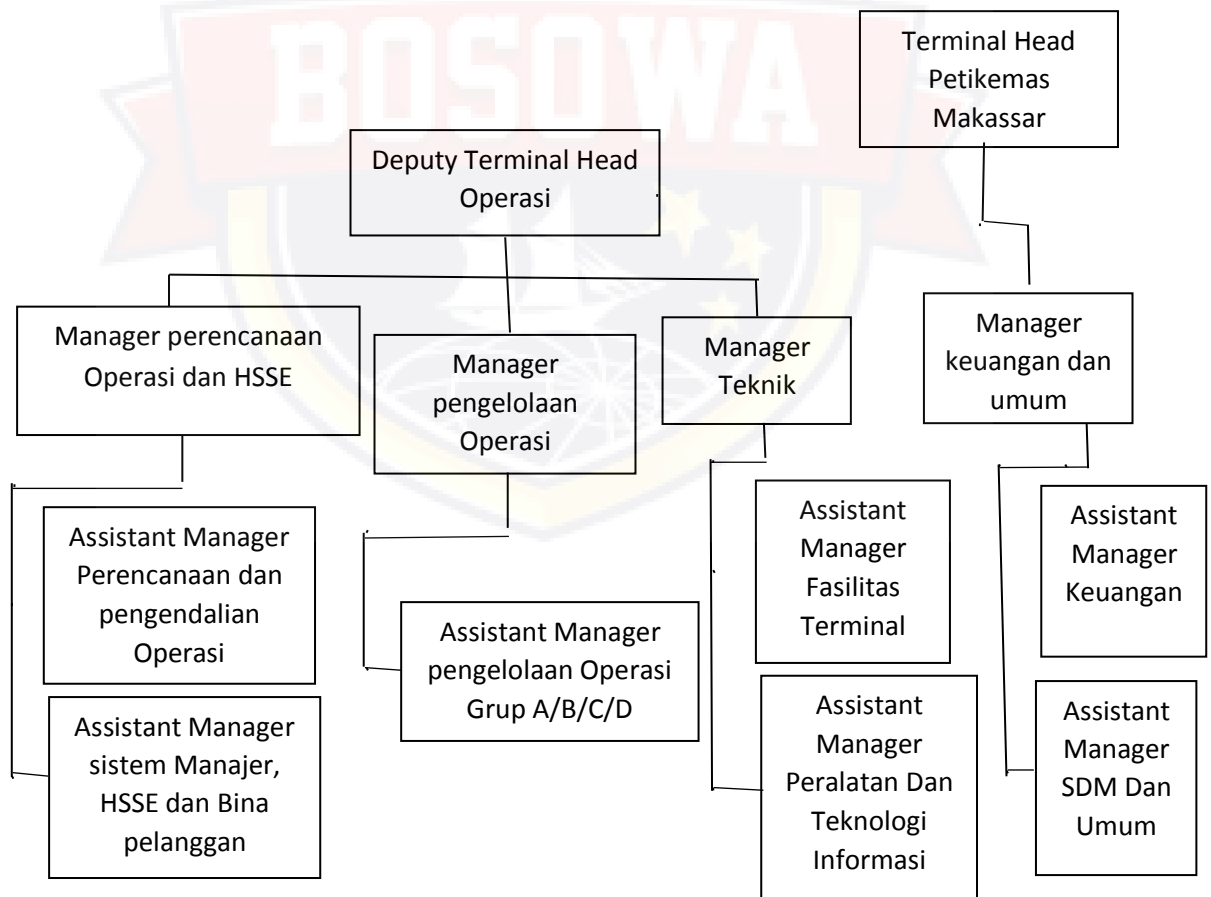 BOSOWA
Terminal Head
Petikemas
Makassar
Deputy Terminal Head
Operasi
Manager perencanaan
Operasi dan HSSE
Manager
pengelolaan
Operasi
Manager
Teknik
Manager
keuangan dan
umum
Assistant Manager
Perencanaan dan
pengendalian
Operasi
Assistant Manager
sistem Manajer,
HSSE dan Bina
pelanggan
Assistant Manager
pengelolaan Operasi
Grup A/B/C/D
Assistant
Manager
Fasilitas
Terminal
Assistant
Manager
Peralatan Dan
Teknologi
Informasi
Assistant
Manager
Keuangan
Assistant
Manager
SDM Dan
Umum